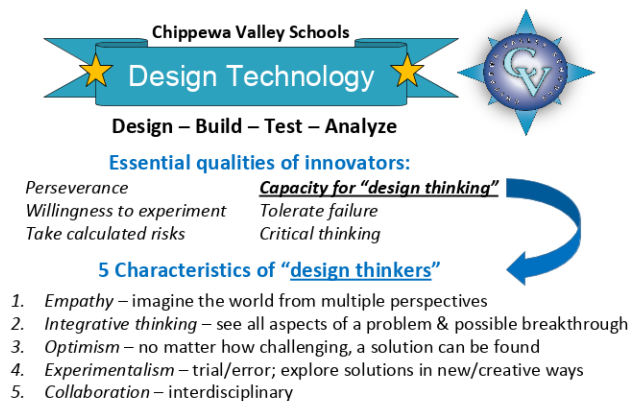 Chippewa Valley Schools
Design Technology
CV
Design – Build – Test – Analyze
Essential qualities of innovators:
Perseverance
Capacity for “design thinking”
Willingness to experiment
Tolerate failure
Take calculated risks
Critical thinking
5 Characteristics of “design thinkers”
1. Empathy – imagine the world from multiple perspectives
2. Integrative thinking – see all aspects of a problem & possible breakthrough
3. Optimism – no matter how challenging, a solution can be found
4. Experimentalism – trial/error; explore solutions in new/creative ways
5. Collaboration – interdisciplinary